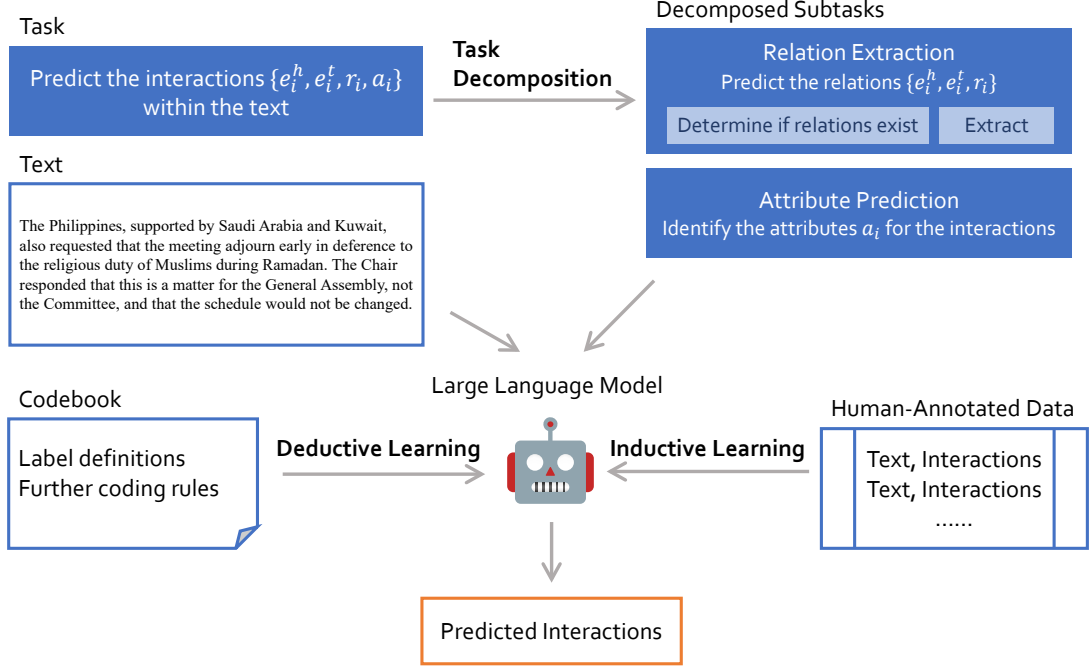 Task
Predict the interactions {e_i^h, e_i^t, r_i, a_i}
within the text
Task
Decomposition
Decomposed Subtasks
Relation Extraction
Predict the relations {e_i^h, e_i^t, r_i}
Determine if relations exist
Extract
Attribute Prediction
Identify the attributes a_i for the interactions
Text
The Philippines, supported by Saudi Arabia and Kuwait,
also requested that the meeting adjourn early in deference to
the religious duty of Muslims during Ramadan. The Chair
responded that this is a matter for the General Assembly, not
the Committee, and that the schedule would not be changed.
Large Language Model
Codebook
Label definitions
Further coding rules
Deductive Learning
Inductive Learning
Human-Annotated Data
Text, Interactions
Text, Interactions
......
Predicted Interactions